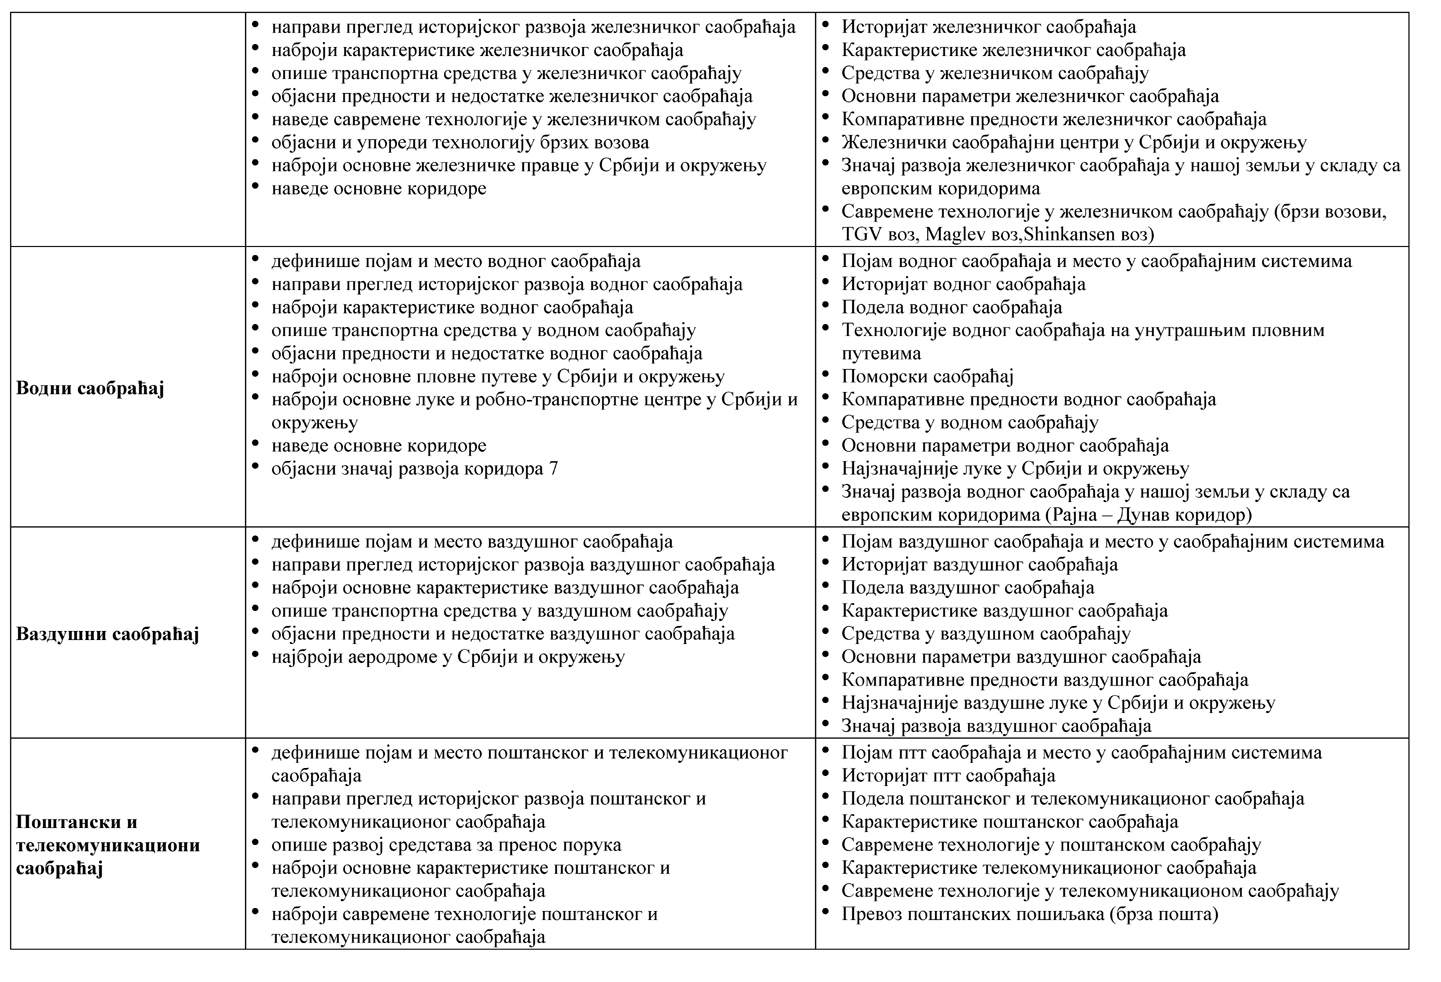 • направи преглед историјског развоја железничког саобраћаја
• наброји карактеристике железничког саобраћаја
• опише транспортна средства у железничког саобраћају
• објасни предности и недостатке железничког саобраћаја
• наведе савремене технологије у железничком саобраћају
• објасни и упореди технологију брзих возова
• наброји основне железничке правце у Србији и окружењу
• наведе основне коридоре
• Историјат железничког саобраћаја
• Карактеристике железничког саобраћаја
• Средства у железничком саобраћају
• Основни параметри железничког саобраћаја
• Компаративне предности железничког саобраћаја
• Железнички саобраћајни центри у Србији и окружењу
• Значај развоја железничког саобраћаја у нашој земљи у складу са
европским коридорима
• Савремене технологије у железничком саобраћају (брзи возови,
TGV воз, Maglev воз,Shinkansen воз)
Водни саобраћај
• дефинише појам и место водног саобраћаја
• направи преглед историјског развоја водног саобраћаја
• наброји карактеристике водног саобраћаја
• опише транспортна средства у водном саобраћају
• објасни предности и недостатке водног саобраћаја
• наброји основне пловне путеве у Србији и окружењу
• наброји основне луке и робно-транспортне центре у Србији и
окружењу
• наведе основне коридоре
• објасни значај развоја коридора 7
• Појам водног саобраћаја и место у саобраћајним системима
• Историјат водног саобраћаја
• Подела водног саобраћаја
• Технологије водног саобраћаја на унутрашњим пловним
путевима
• Поморски саобраћај
• Компаративне предности водног саобраћаја
• Средства у водном саобраћају
• Основни параметри водног саобраћаја
• Најзначајније луке у Србији и окружењу
• Значај развоја водног саобраћаја у нашој земљи у складу са
европским коридорима (Рајна – Дунав коридор)
Ваздушни саобраћај
• дефинише појам и место ваздушног саобраћаја
• направи преглед историјског развоја ваздушног саобраћаја
• наброји основне карактеристике ваздушног саобраћаја
• опише транспортна средства у ваздушном саобраћају
• објасни предности и недостатке ваздушног саобраћаја
• најброји аеродроме у Србији и окружењу
• Појам ваздушног саобраћаја и место у саобраћајним системима
• Историјат ваздушног саобраћаја
• Подела ваздушног саобраћаја
• Карактеристике ваздушног саобраћаја
• Средства у ваздушном саобраћају
• Основни параметри ваздушног саобраћаја
• Компаративне предности ваздушног саобраћаја
• Најзначајније ваздушне луке у Србији и окружењу
• Значај развоја ваздушног саобраћаја
Поштански и
телекомуникациони
саобраћај
• дефинише појам и место поштанског и телекомуникационог
саобраћаја
• направи преглед историјског развоја поштанског и
телекомуникационог саобраћаја
• опише развој средстава за пренос порука
• наброји основне карактеристике поштанског и
телекомуникационог саобраћаја
• наброји савремене технологије поштанског и
телекомуникационог саобраћаја
• Појам птт саобраћаја и место у саобраћајним системима
• Историјат птт саобраћаја
• Подела поштанског и телекомуникационог саобраћаја
• Карактеристике поштанског саобраћаја
• Савремене технологије у поштанском саобраћају
• Карактеристике телекомуникационог саобраћаја
• Савремене технологије у телекомуникационом саобраћају
• Превоз поштанских пошиљака (брза пошта)